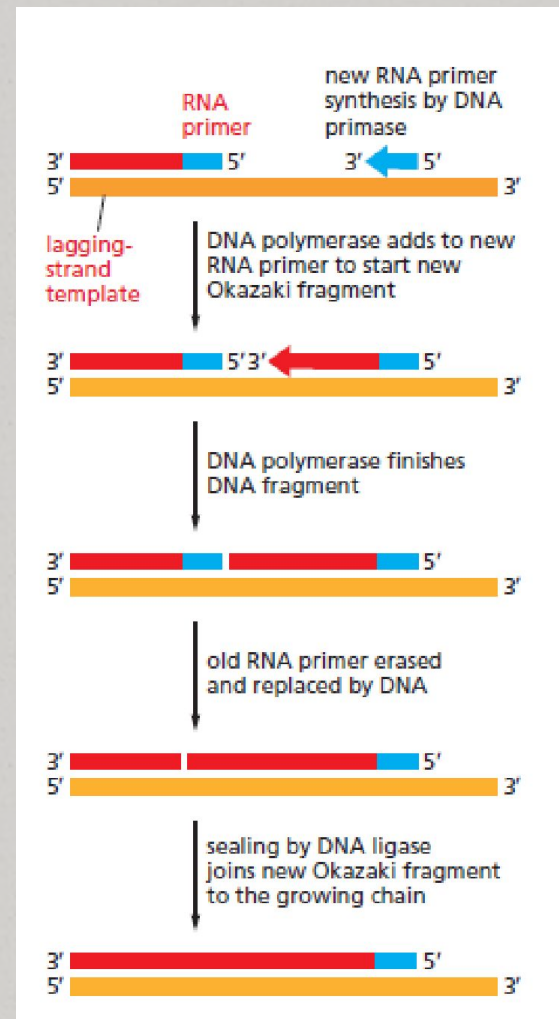 RNA
primer
new RNA primer
synthesis by DNA
primase
3′ 5′ 3′ 5′
5′ 3′
lagging-
strand
template
DNA polymerase adds to new
RNA primer to start new
Okazaki fragment
3′ 5′ 3′ 5′
5′ 3′
DNA polymerase finishes
DNA fragment
3′ 5′
5′ 3′
old RNA primer erased
and replaced by DNA
3′ 5′
5′ 3′
sealing by DNA ligase
joins new Okazaki fragment
to the growing chain
3′ 5′
5′ 3′